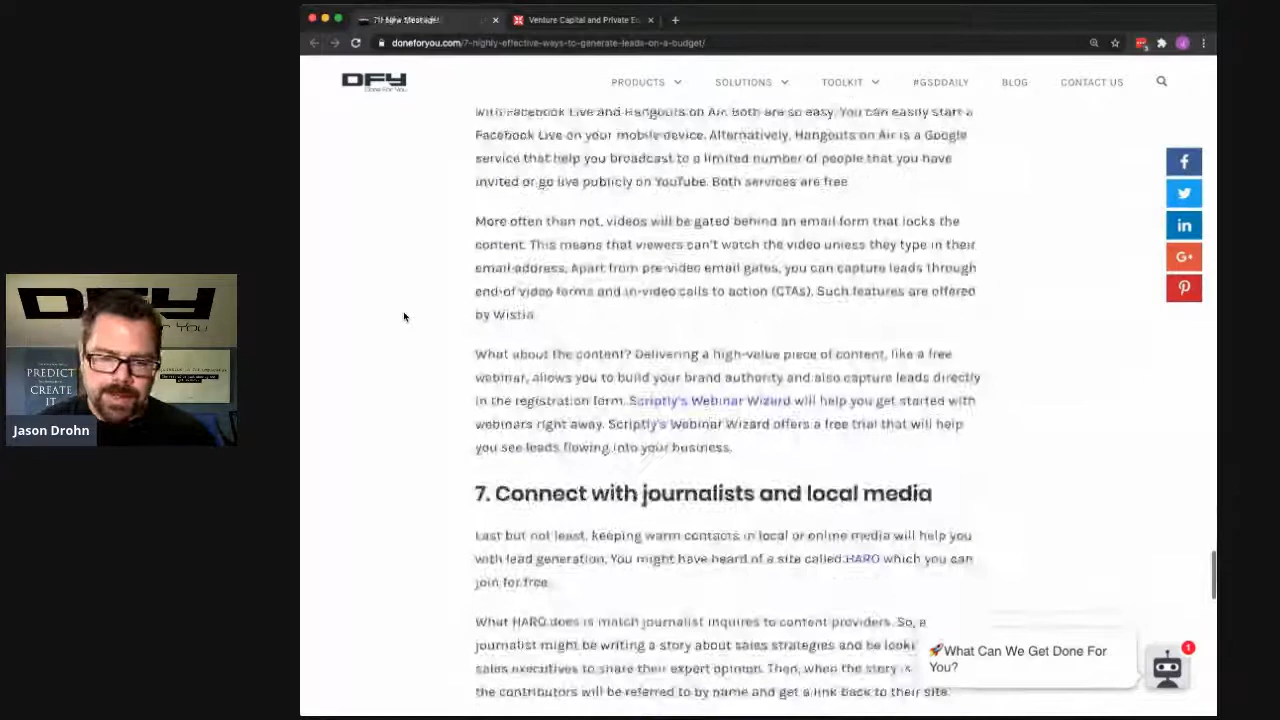 Venture Capital and Private E
doneforyou.com/7-highly-effective-ways-to-generate-leads-on-a-budget/
DFY
Done For You
PRODUCTS
SOLUTIONS
TOOLKIT
#GSDDAILY
BLOG
CONTACT US
with Facebook Live and Hangouts on Air. Both are so easy. You can easily start a
Facebook Live on your mobile device. Alternatively, Hangouts on Air is a Google
service that help you broadcast to a limited number of people that you have
invited or go live publicly on YouTube. Both services are free.
More often than not, videos will be gated behind an email form that locks the
content. This means that viewers can't watch the video unless they type in their
email address. Apart from pre-video email gates, you can capture leads through
end-of video forms and in-video calls to action (CTAs). Such features are offered
by Wistia.
What about the content? Delivering a high-value piece of content, like a free
webinar, allows you to build your brand authority and also capture leads directly
in the registration form. Scriptly's Webinar Wizard will help you get started with
webinars right away. Scriptly's Webinar Wizard offers a free trial that will help
you see leads flowing into your business.
7. Connect with journalists and local media
Last but not least, keeping warm contacts in local or online media will help you
with lead generation. You might have heard of a site called HARO which you can
join for free.
What HARO does is match journalist inquires to content providers. So, a
journalist might be writing a story about sales strategies and be looki
sales executives to share their expert opinion. Then, when the story is
the contributors will be referred to by name and get a link back to their site.
🚀What Can We Get Done For
You?
1
DFY
or You
PREDICT
CREATE
IT
Jason Drohn